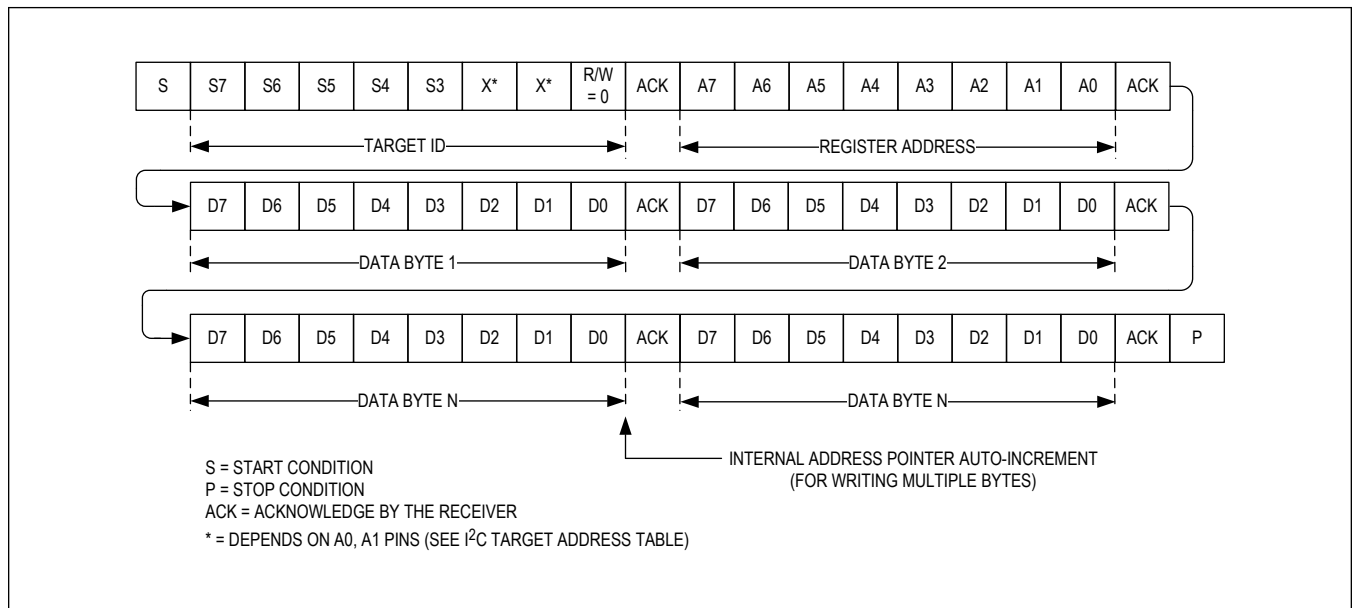 S S7 S6 S5 S4 S3 X* X* R/W = 0 ACK A7 A6 A5 A4 A3 A2 A1 A0 ACK
TARGET ID REGISTER ADDRESS
D7 D6 D5 D4 D3 D2 D1 D0 ACK D7 D6 D5 D4 D3 D2 D1 D0 ACK
DATA BYTE 1 DATA BYTE 2
D7 D6 D5 D4 D3 D2 D1 D0 ACK D7 D6 D5 D4 D3 D2 D1 D0 ACK P
DATA BYTE N DATA BYTE N
INTERNAL ADDRESS POINTER AUTO-INCREMENT
(FOR WRITING MULTIPLE BYTES)
S = START CONDITION
P = STOP CONDITION
ACK = ACKNOWLEDGE BY THE RECEIVER
* = DEPENDS ON A0, A1 PINS (SEE I²C TARGET ADDRESS TABLE)